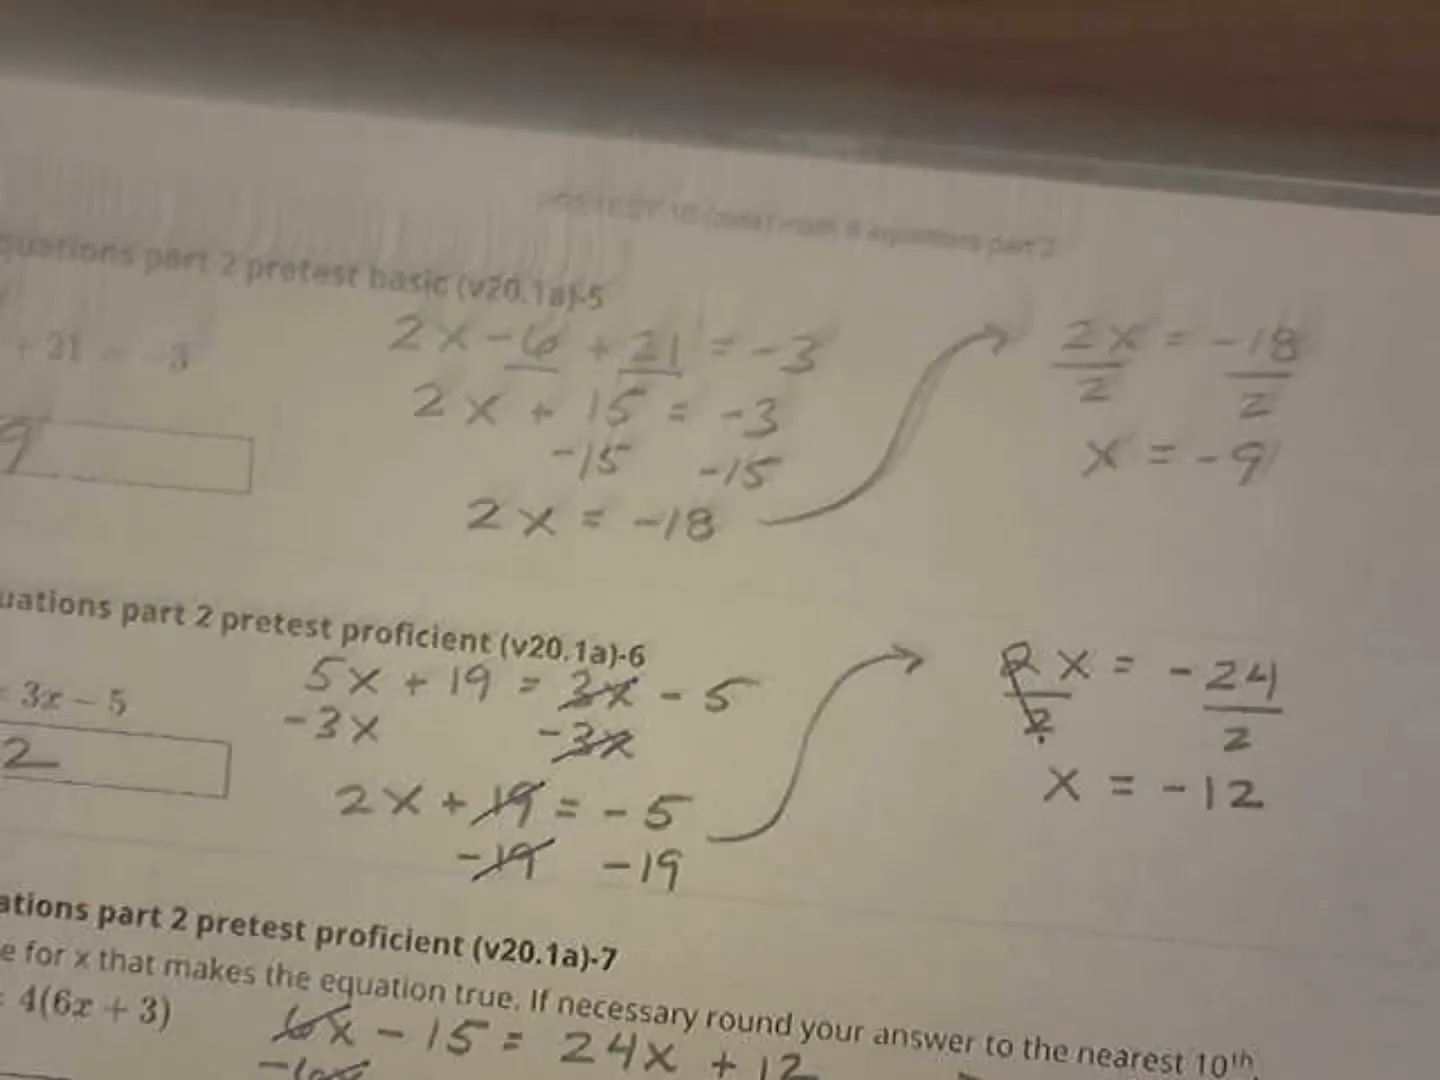 equations part 2 pretest basic (v20.1a)-5
+ 21 = -3
9
2x - 6 + 21 = -3
2x + 15 = -3
-15 -15
2x = -18
2x = -18
2 2
x = -9
uations part 2 pretest proficient (v20.1a)-6
= 3x - 5
2
5x + 19 = 3x - 5
-3x -3x
2x + 19 = -5
-19 -19
2x = -24
2 2
x = -12
ations part 2 pretest proficient (v20.1a)-7
e for x that makes the equation true. If necessary round your answer to the nearest 10th.
= 4(6x + 3)
6x - 15 = 24x + 12